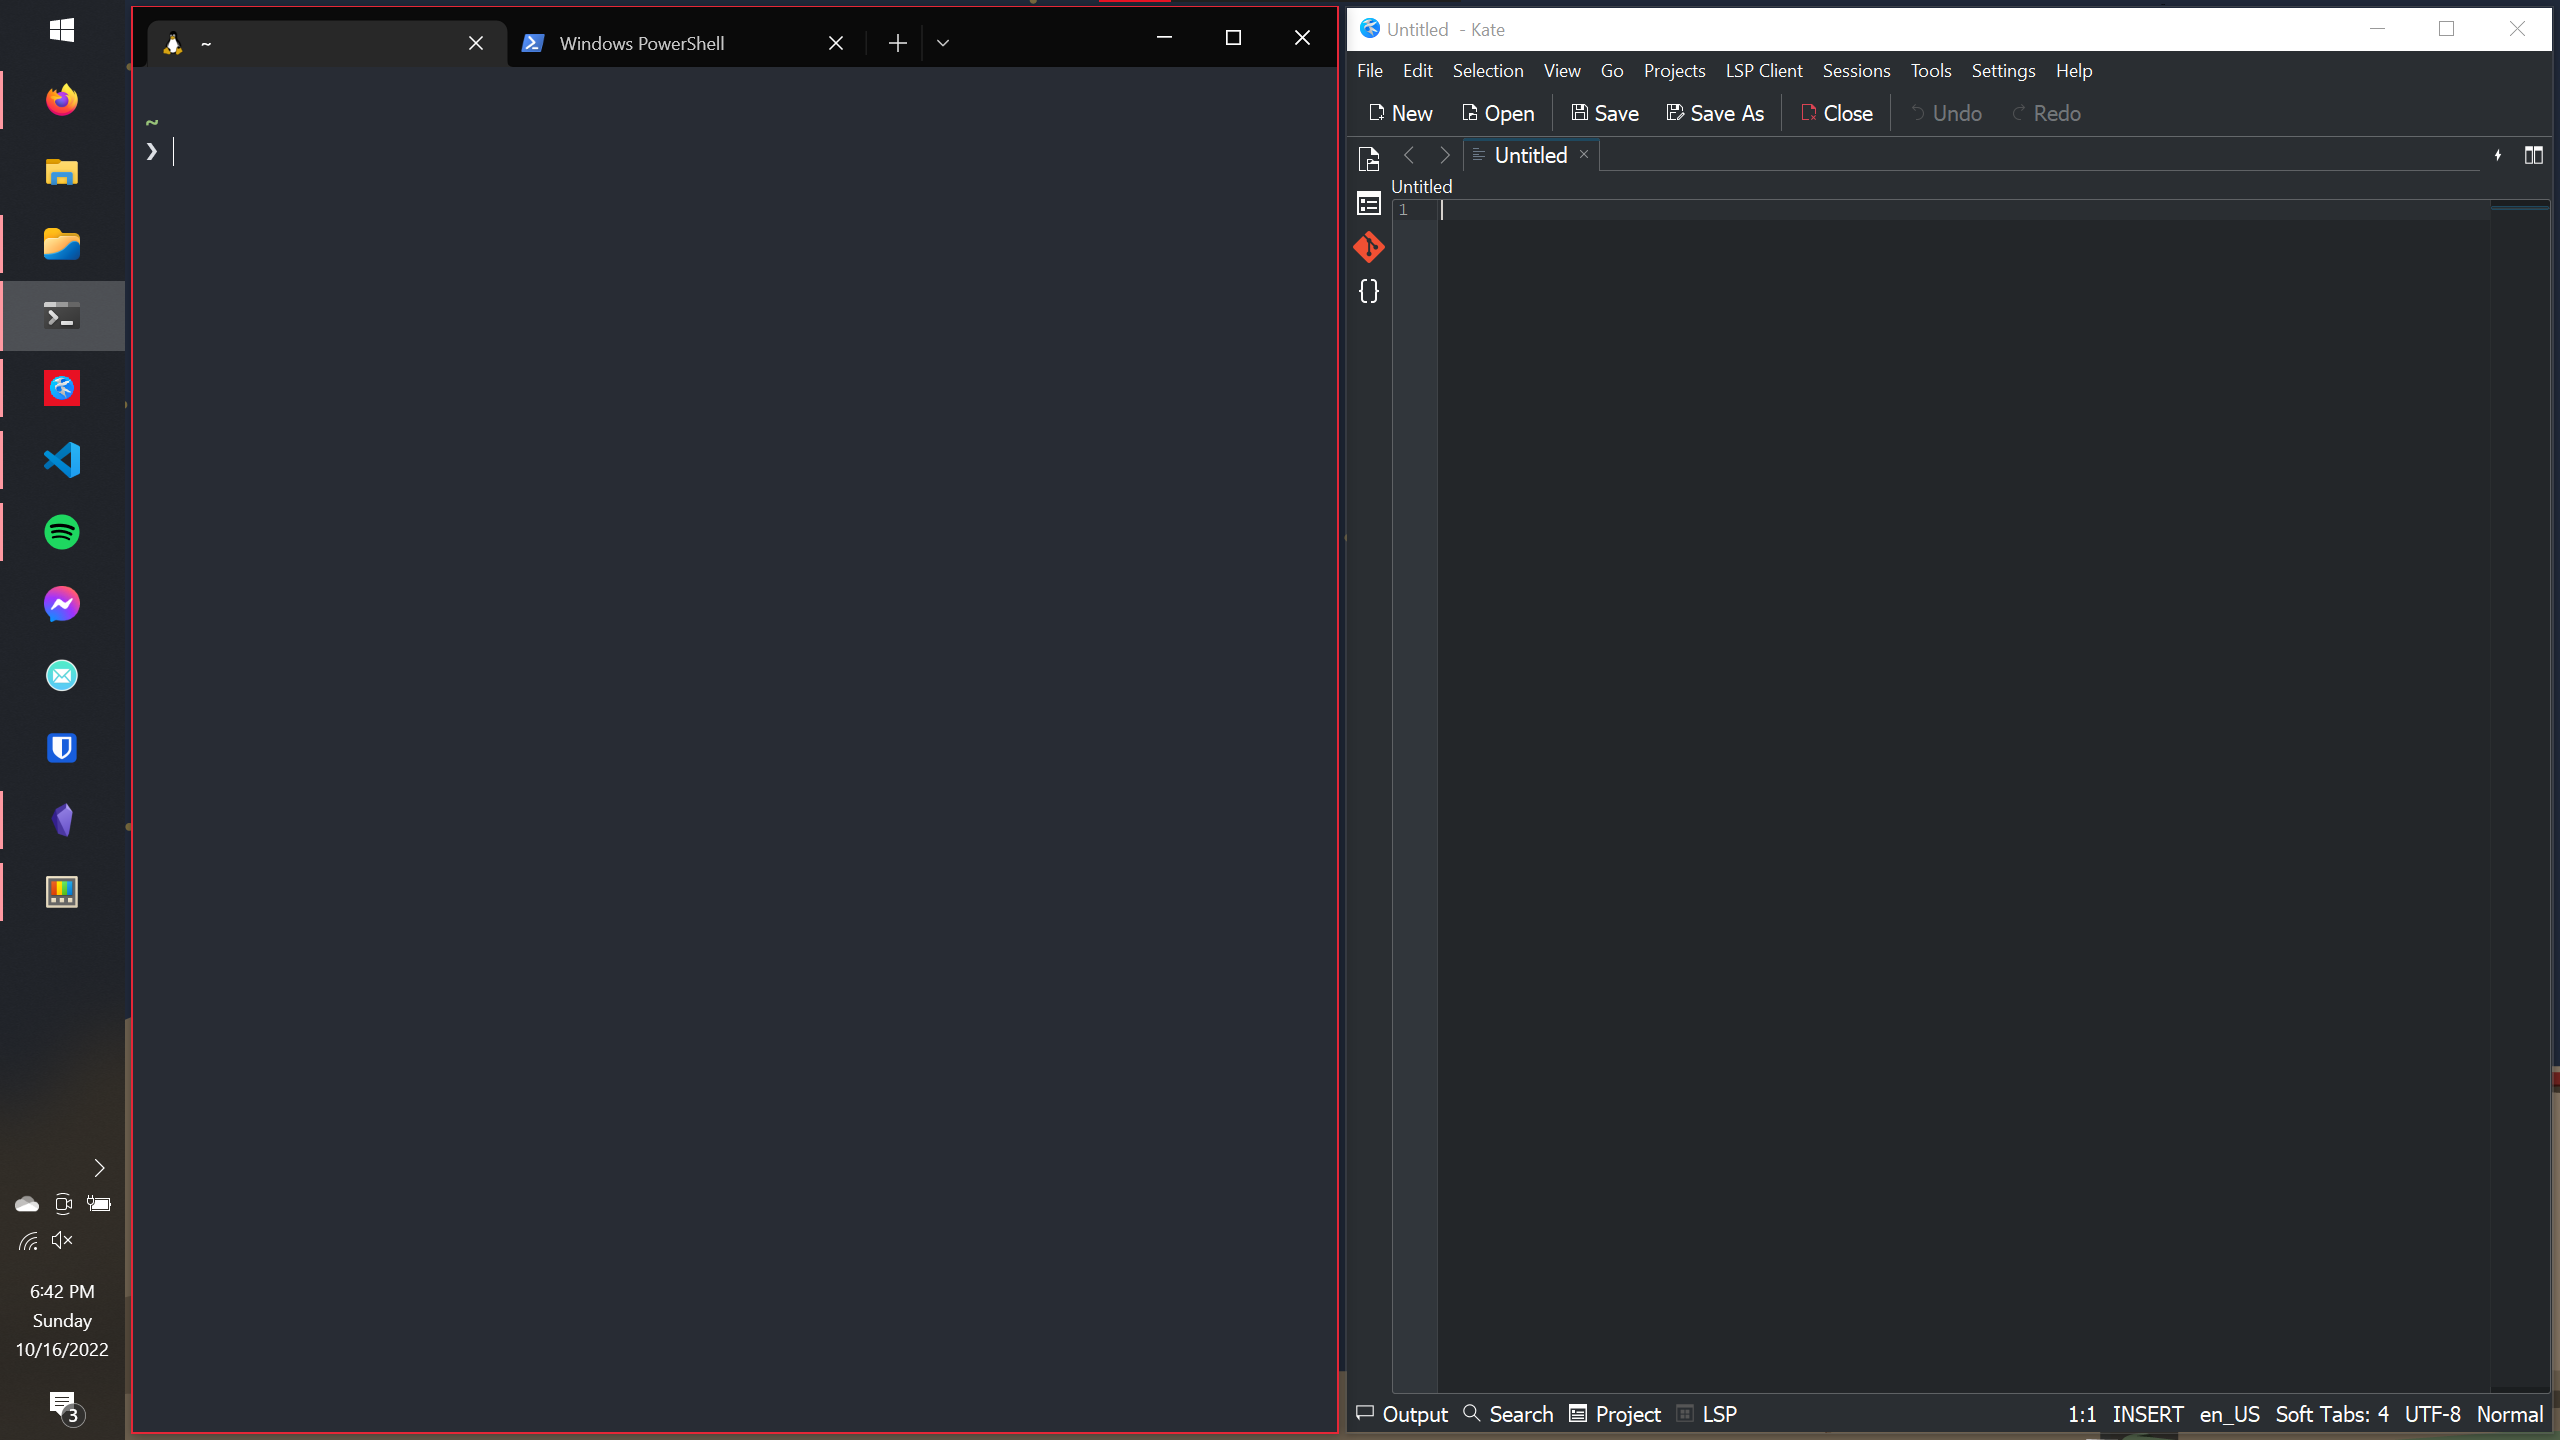 ~
Windows PowerShell
~
❯
Untitled - Kate
File Edit Selection View Go Projects LSP Client Sessions Tools Settings Help
New Open Save Save As Close Undo Redo
Untitled
Untitled
1
Output Search Project LSP
1:1 INSERT en_US Soft Tabs: 4 UTF-8 Normal
6:42 PM
Sunday
10/16/2022
3